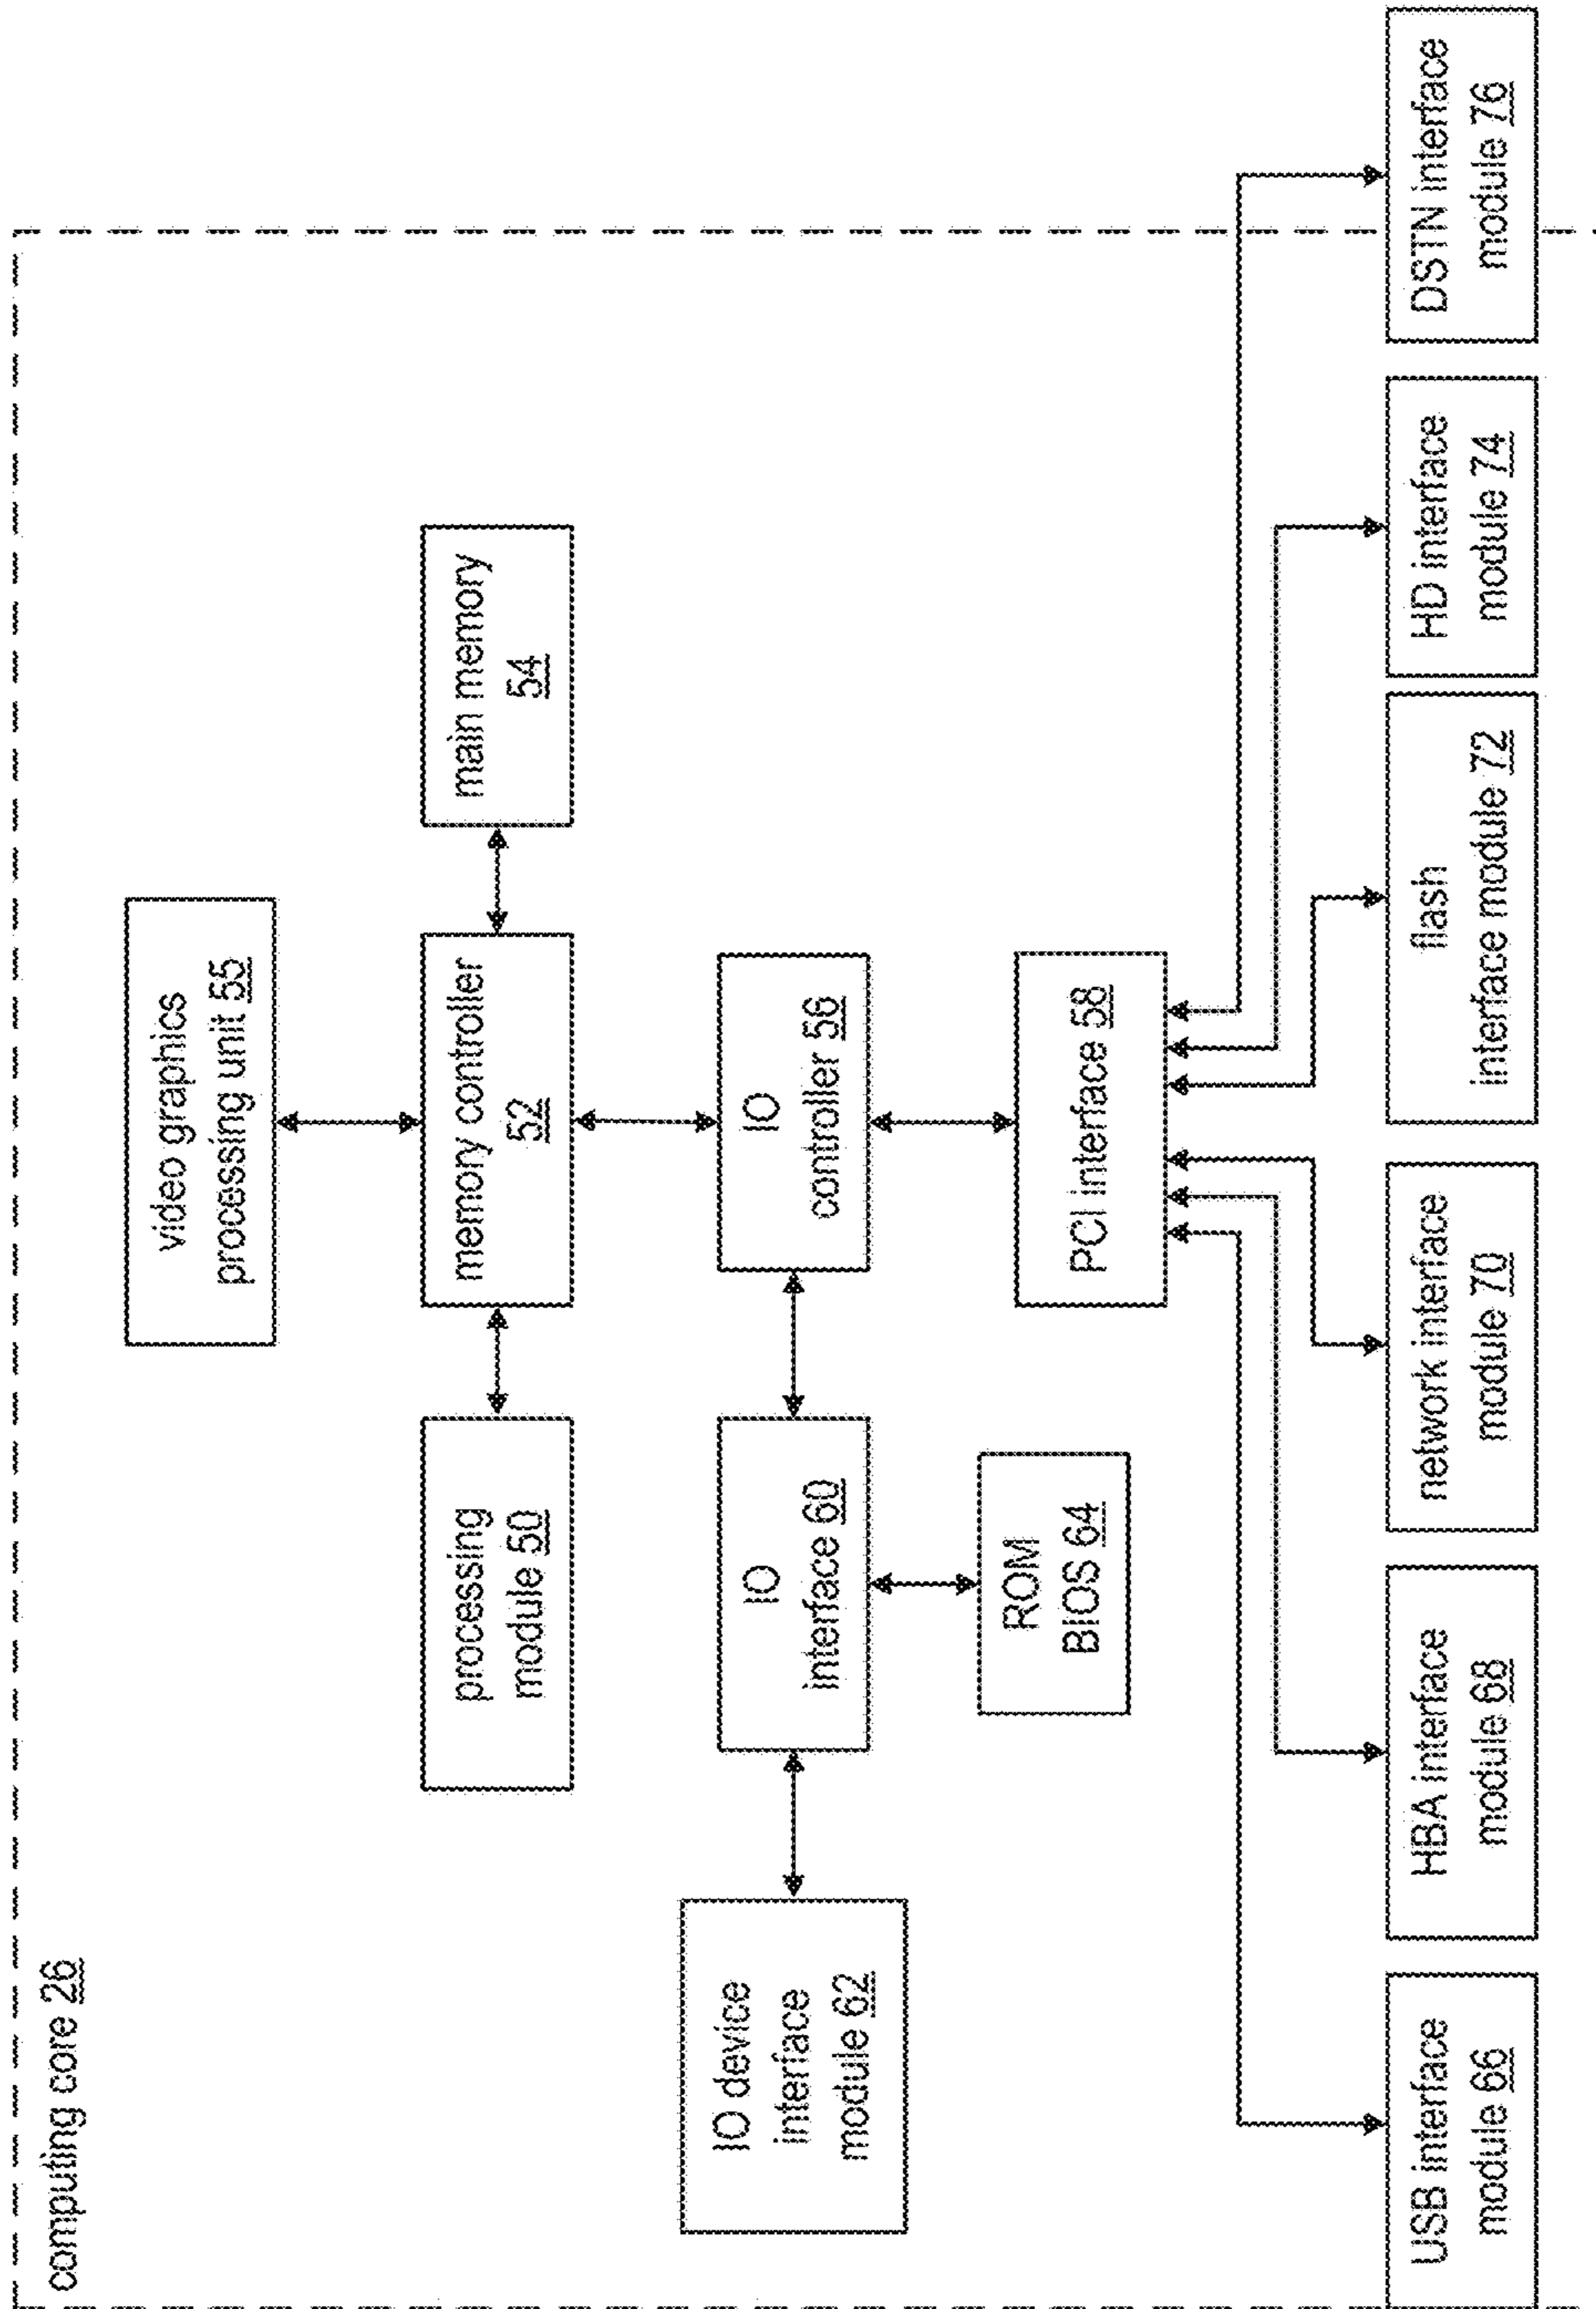 computing core 26
video graphics
processing unit 55
processing
module 50
memory controller
52
main memory
54
IO device
interface
module 62
IO
interface 60
IO
controller 56
ROM
BIOS 64
PCI interface 58
USB interface
module 66
HBA interface
module 68
network interface
module 70
flash
interface module 72
HD interface
module 74
DSTN interface
module 76